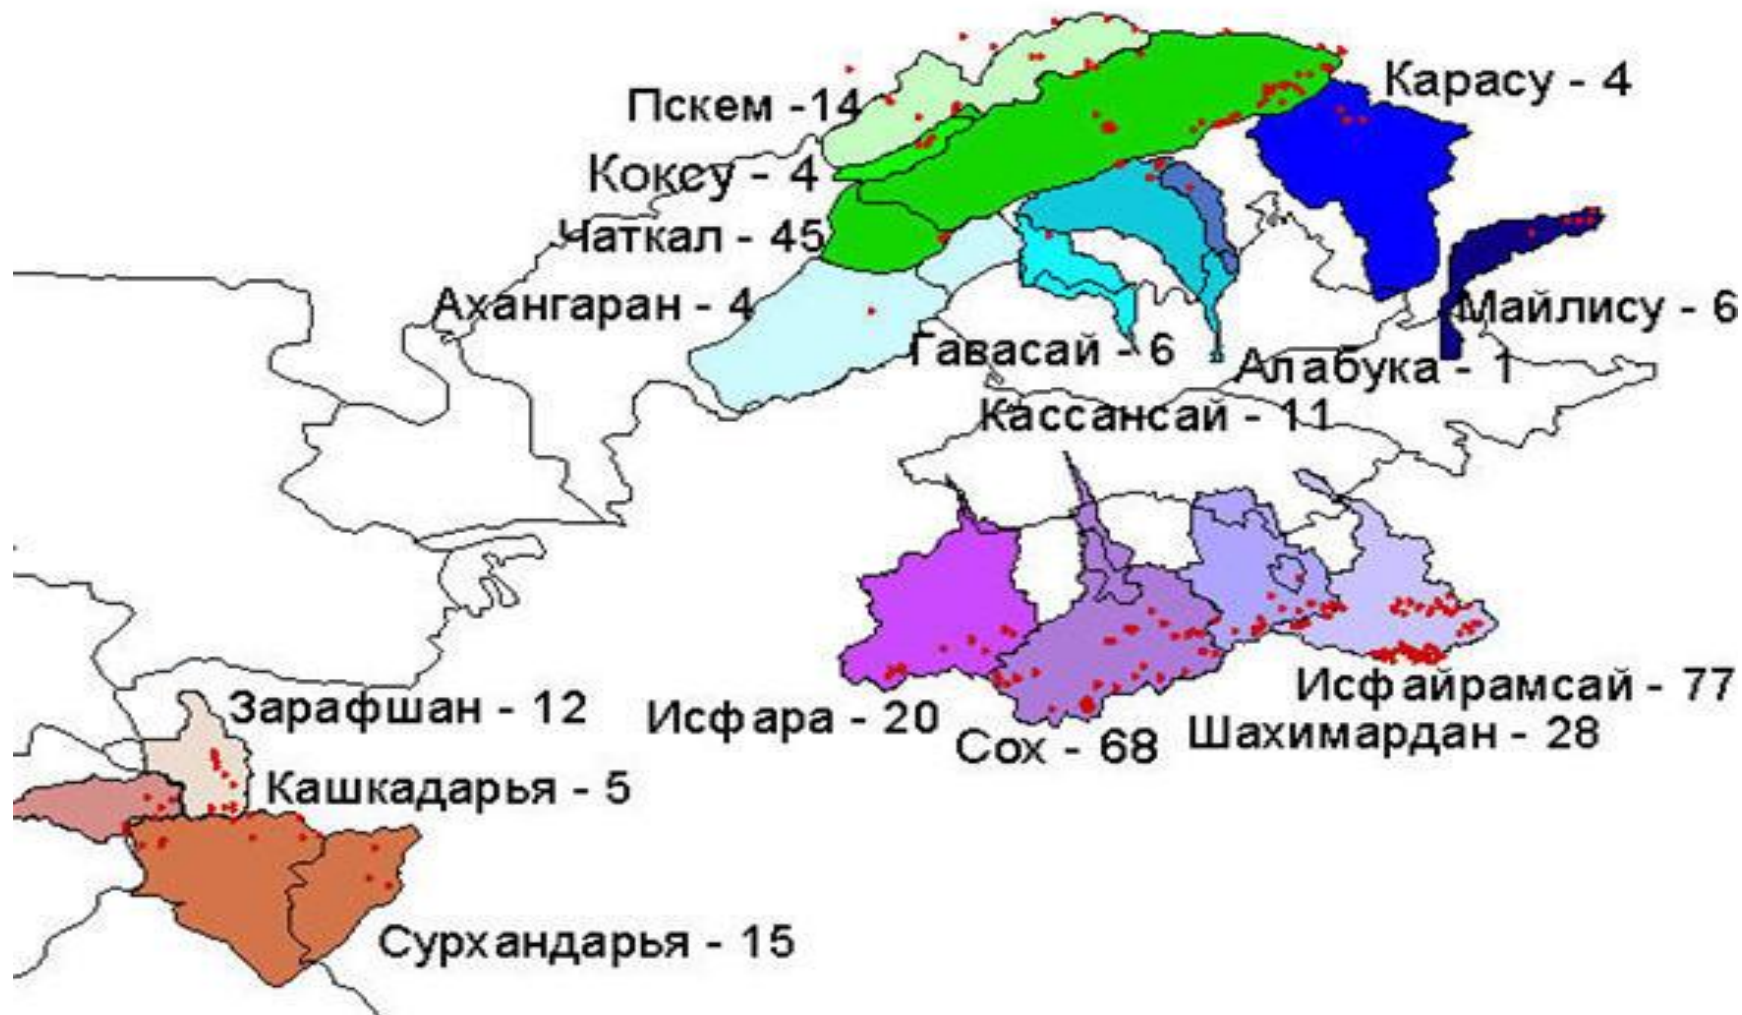 Карасу - 4
Пскем -14
Коксу - 4
Чаткал - 45
Ахангаран - 4
Майлису - 6
Гавасай - 6
Алабука - 1
Кассансай - 11
Исфайрамсай - 77
Зарафшан - 12
Исфара - 20
Шахимардан - 28
Сох - 68
Кашкадарья - 5
Сурхандарья - 15